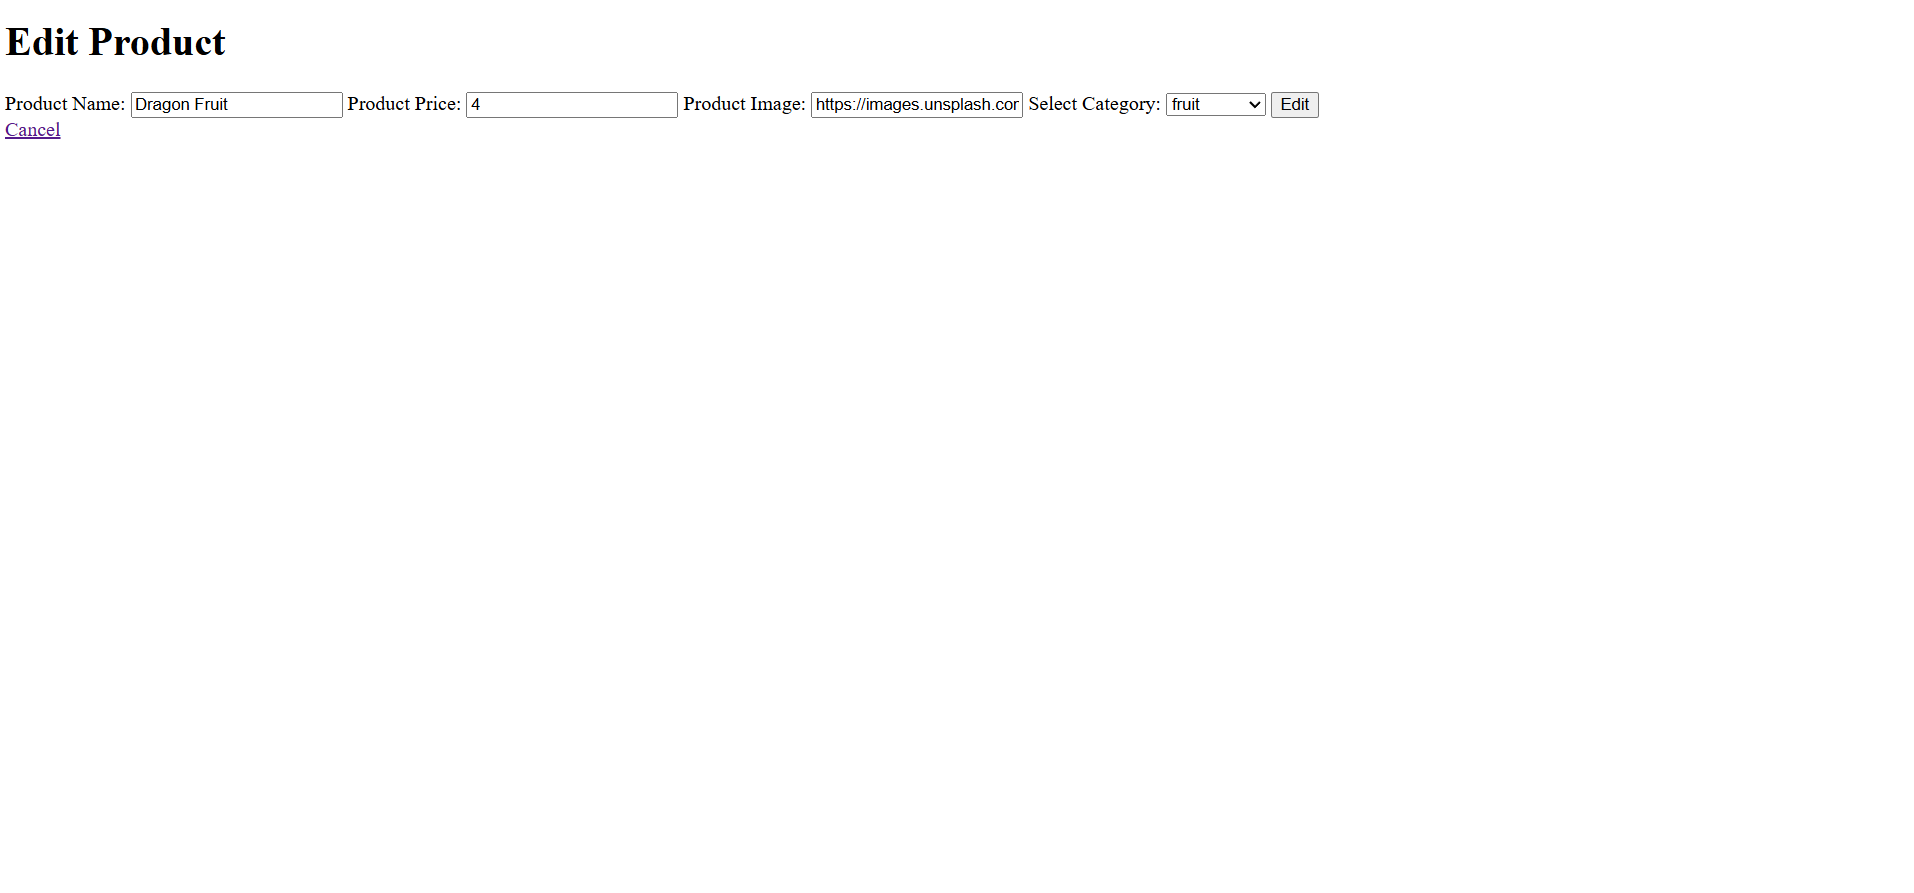 Edit Product
Product Name: Dragon Fruit Product Price: 4 Product Image: https://images.unsplash.cor Select Category: fruit Edit
Cancel